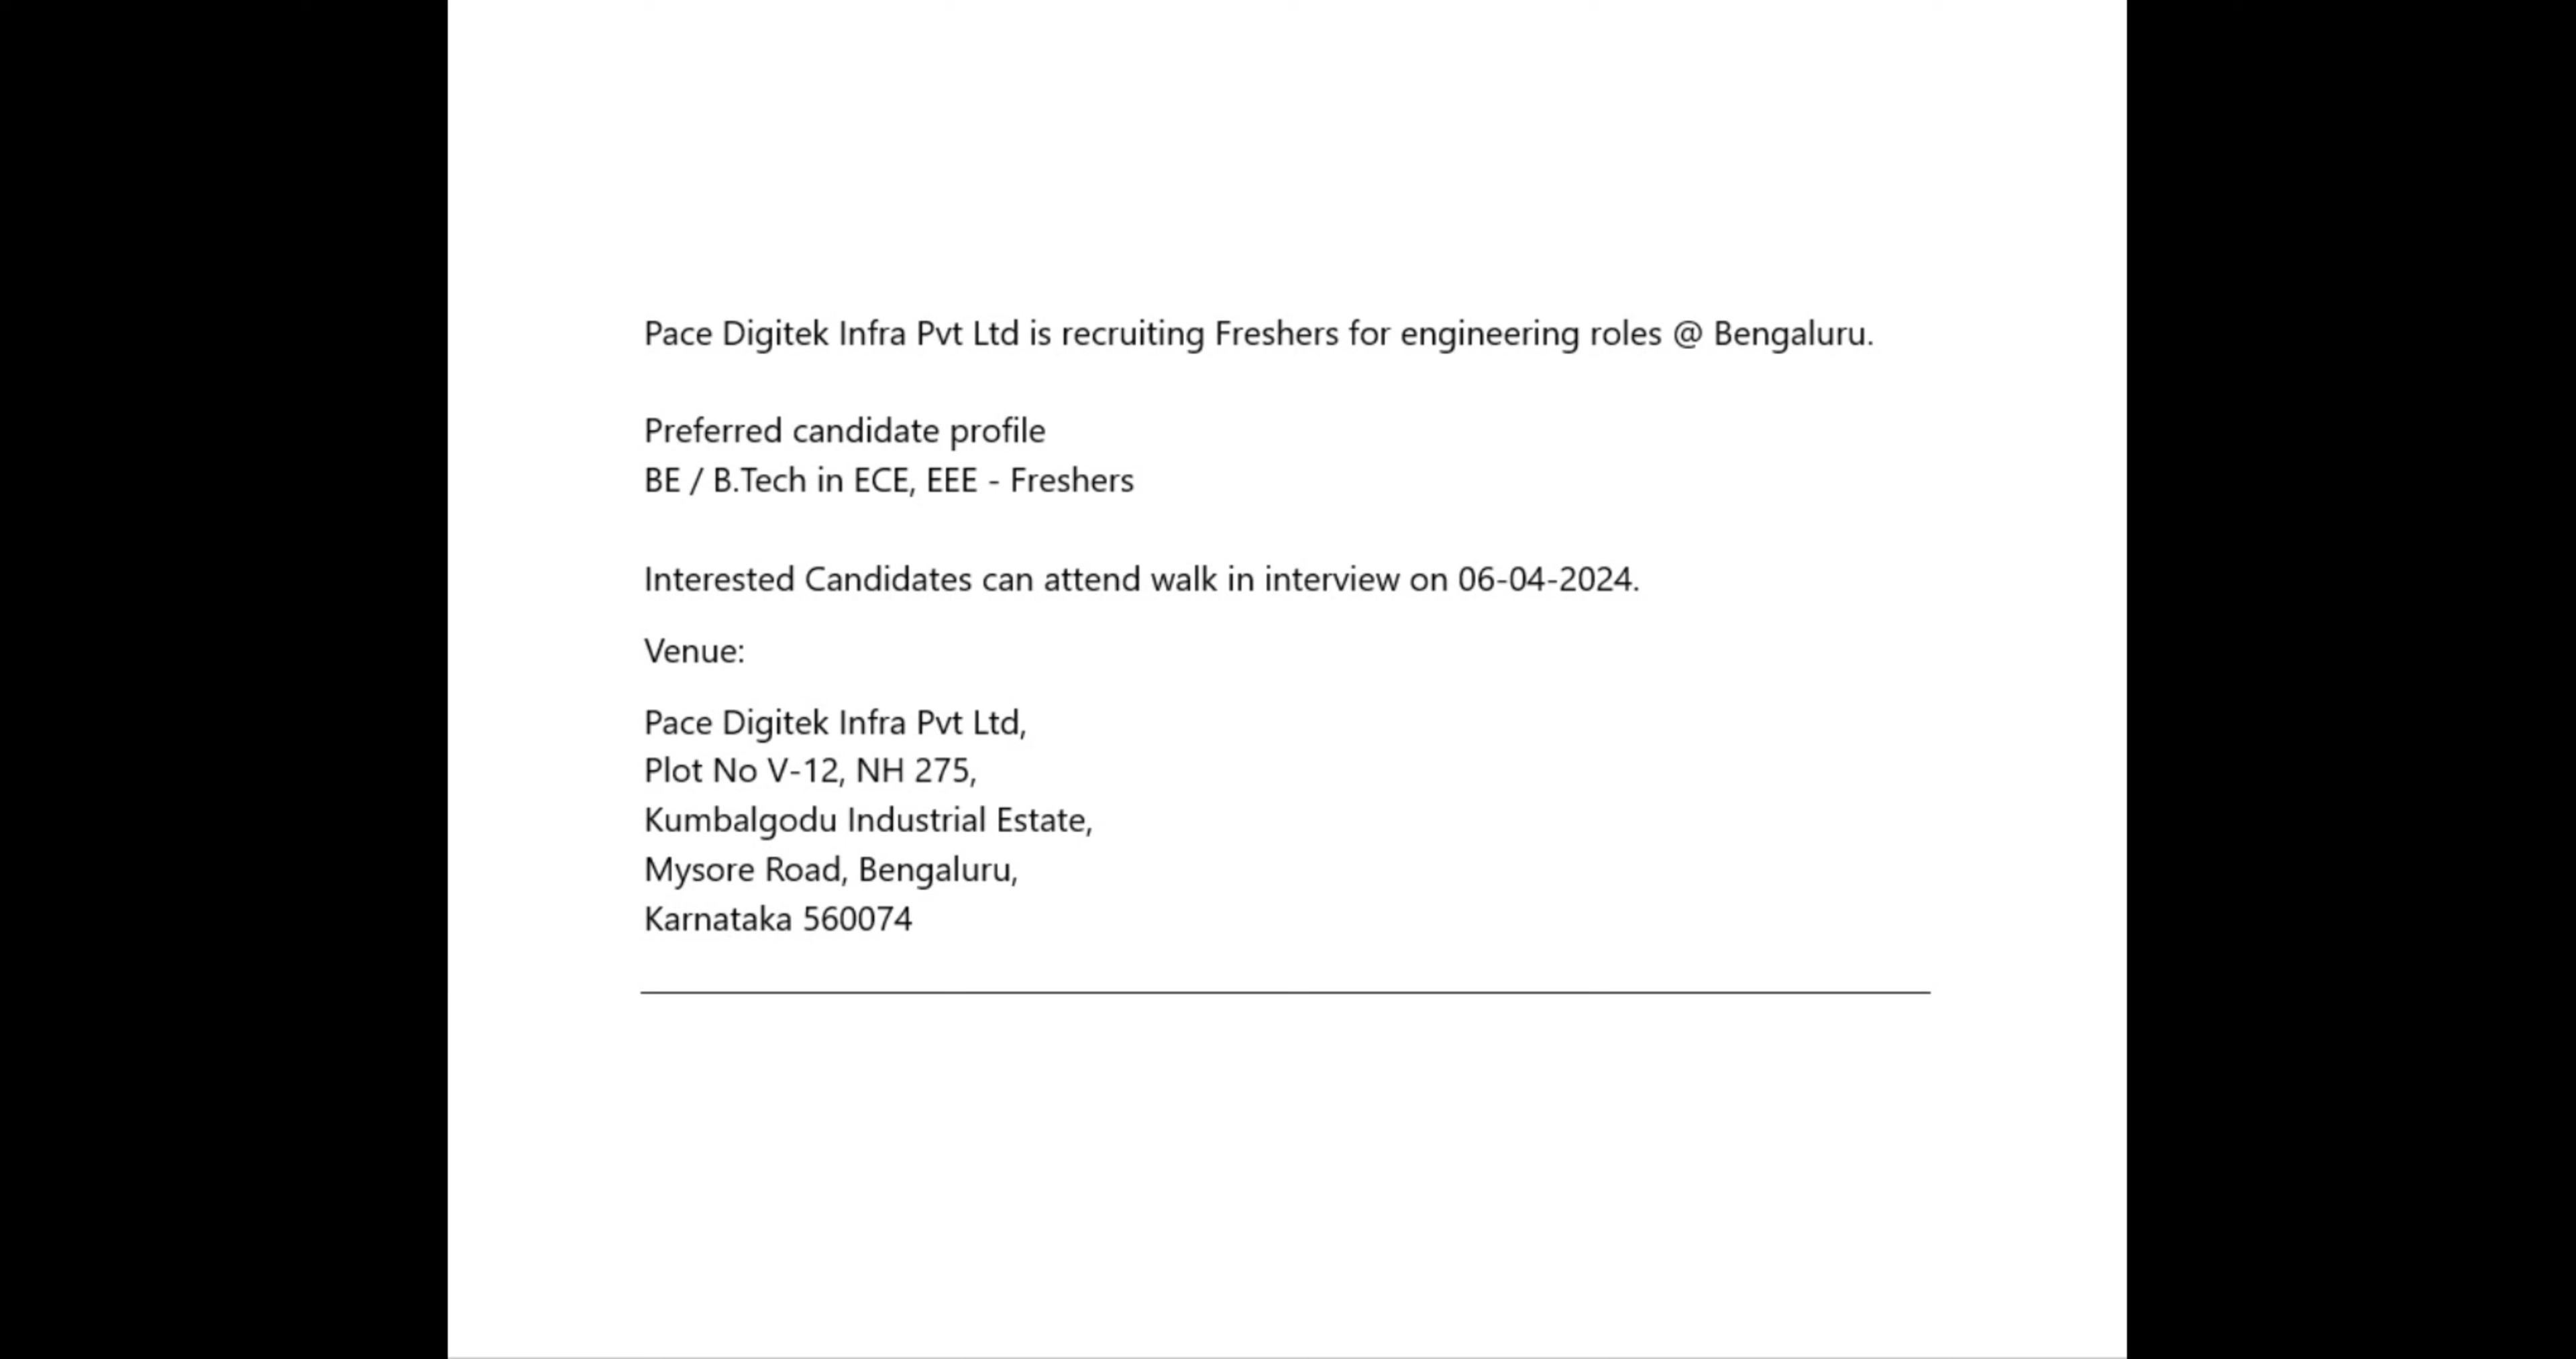 Pace Digitek Infra Pvt Ltd is recruiting Freshers for engineering roles @ Bengaluru.
Preferred candidate profile
BE / B.Tech in ECE, EEE - Freshers
Interested Candidates can attend walk in interview on 06-04-2024.
Venue:
Pace Digitek Infra Pvt Ltd,
Plot No V-12, NH 275,
Kumbalgodu Industrial Estate,
Mysore Road, Bengaluru,
Karnataka 560074